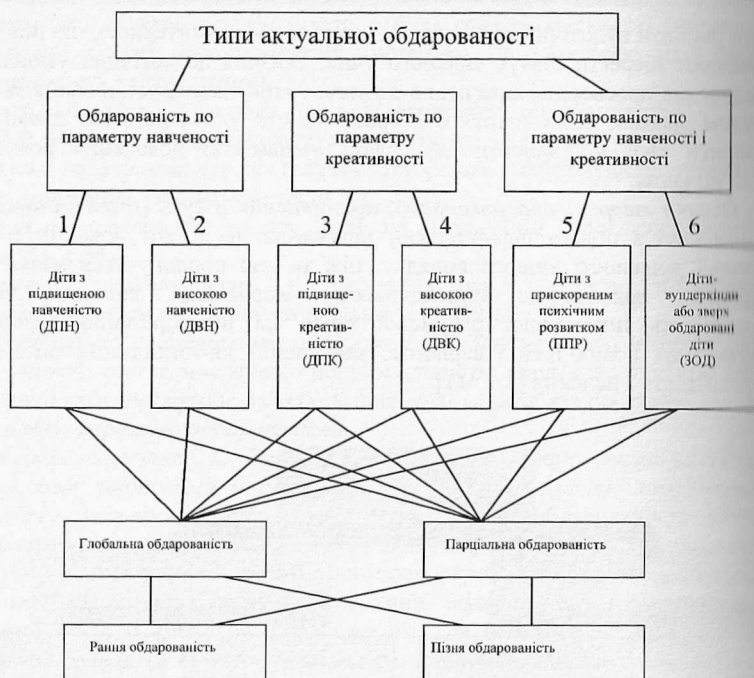 Типи актуальної обдарованості
Обдарованість по
параметру навченості
Обдарованість по
параметру
креативності
Обдарованість по
параметру навченості і
креативності
1
2
3
4
5
6
Діти з
підвищеною
навченістю
(ДПН)
Діти з
високою
навченістю
(ДВН)
Діти з
підвище-
ною
креатив-
ністю
(ДПК)
Діти з
високою
креатив-
ністю
(ДВК)
Діти з
прискореним
психічним
розвитком
(ППР)
Діти-
вундеркінди
або зверх
обдаровані
діти
(ЗОД)
Глобальна обдарованість
Парціальна обдарованість
Рання обдарованість
Пізня обдарованість